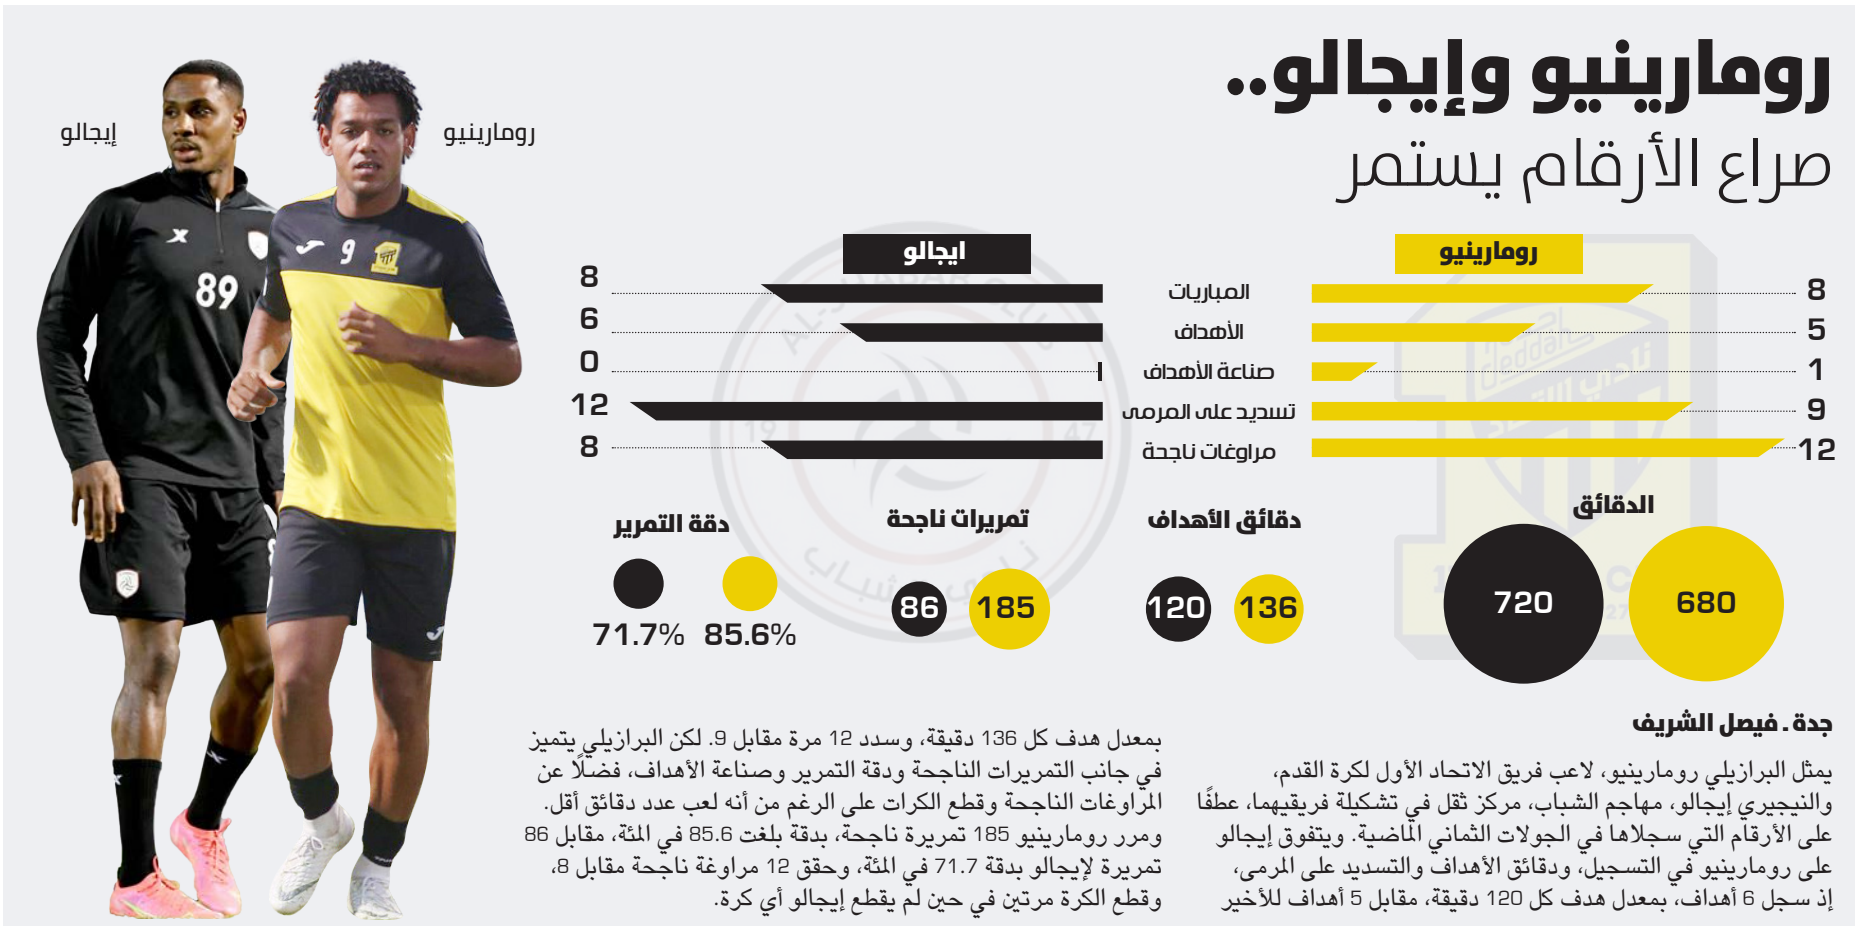 رومارينيو وإيجالو..
صراع الأرقام يستمر
رومارينيو
إيجالو
9
89
رومارينيو
ايجالو
8 المباريات 8
5 الأهداف 6
1 صناعة الأهداف 0
9 تسديد على المرمى 12
12 مراوغات ناجحة 8
الدقائق
680 720
دقائق الأهداف
136 120
تمريرات ناجحة
185 86
دقة التمرير
85.6% 71.7%
جدة ـ فيصل الشريف
يمثل البرازيلي رومارينيو، لاعب فريق الاتحاد الأول لكرة القدم،
والنيجيري إيجالو، مهاجم الشباب، مركز ثقل في تشكيلة فريقيهما، عطفًا
على الأرقام التي سجلاها في الجولات الثماني الماضية. ويتفوق إيجالو
على رومارينيو في التسجيل، ودقائق الأهداف والتسديد على المرمى،
إذ سجل 6 أهداف، بمعدل هدف كل 120 دقيقة، مقابل 5 أهداف للأخير
بمعدل هدف كل 136 دقيقة، وسدد 12 مرة مقابل 9. لكن البرازيلي يتميز
في جانب التمريرات الناجحة ودقة التمرير وصناعة الأهداف، فضلًا عن
المراوغات الناجحة وقطع الكرات على الرغم من أنه لعب عدد دقائق أقل.
ومرر رومارينيو 185 تمريرة ناجحة، بدقة بلغت 85.6 في المئة، مقابل 86
تمريرة لإيجالو بدقة 71.7 في المئة، وحقق 12 مراوغة ناجحة مقابل 8،
وقطع الكرة مرتين في حين لم يقطع إيجالو أي كرة.